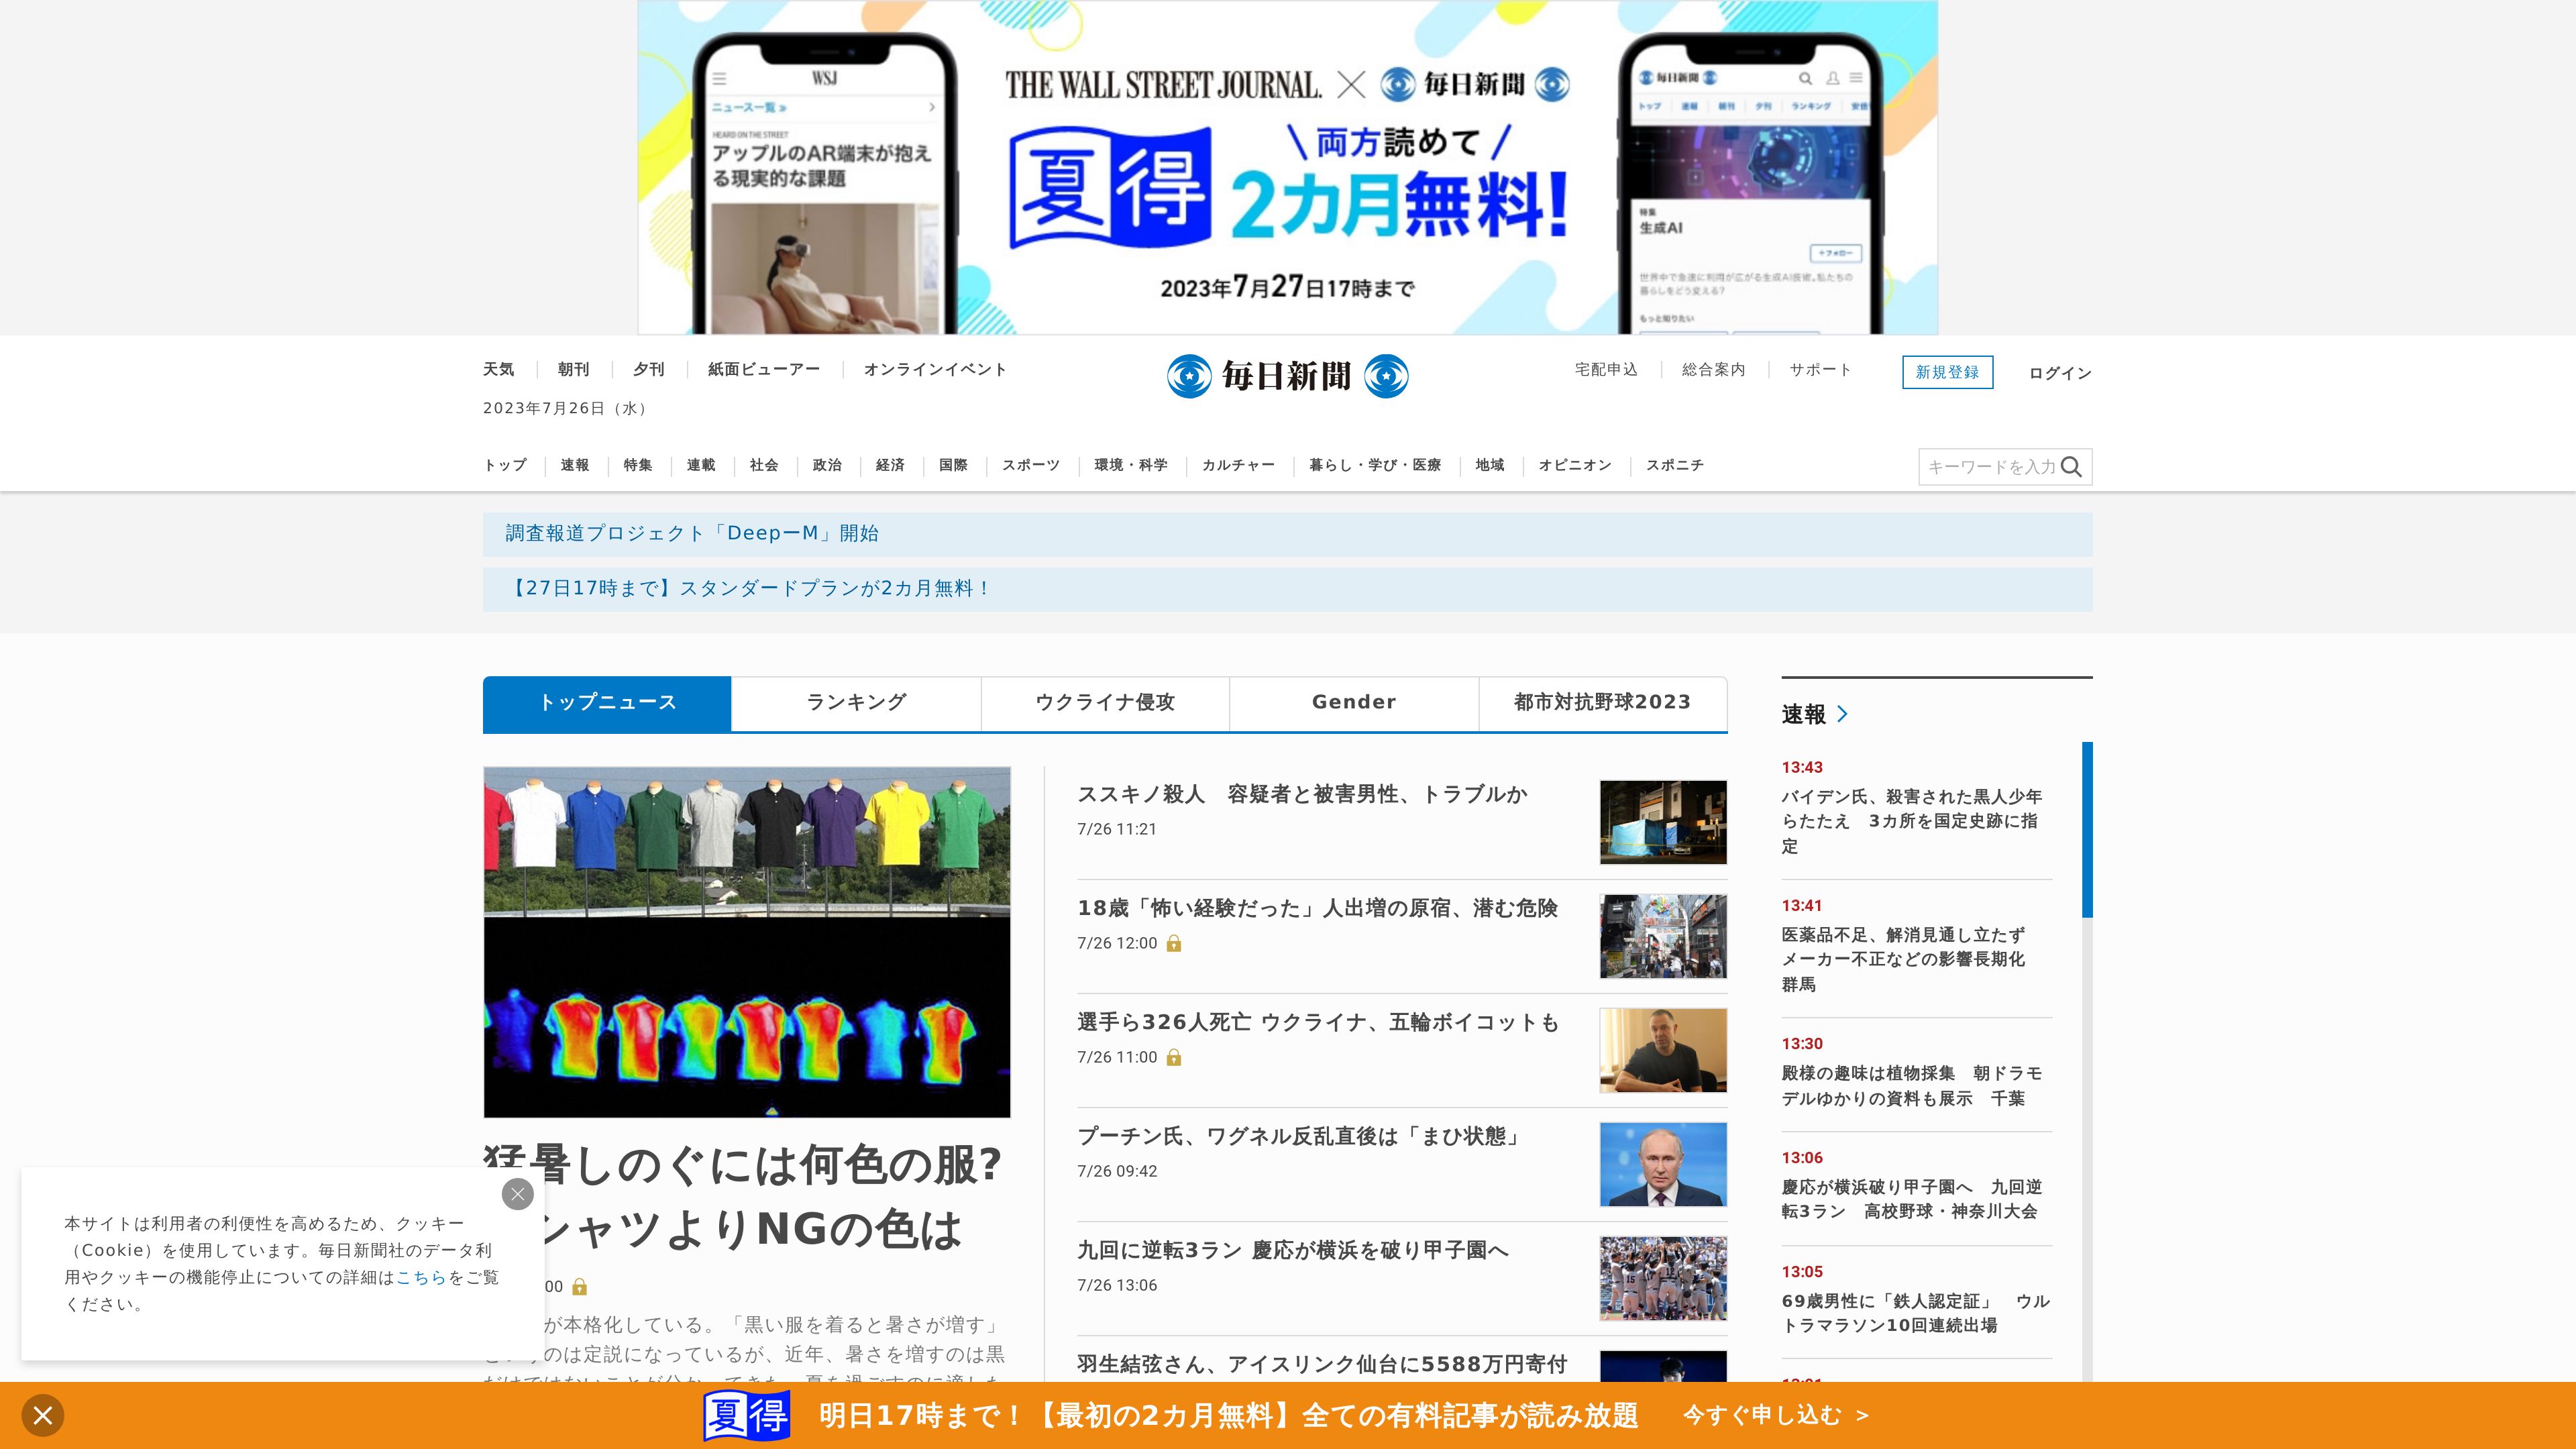 WSJ
ニュース一覧 »
HEARD ON THE STREET
アップルのAR端末が抱え
る現実的な課題
THE WALL STREET JOURNAL. × 毎日新聞
夏得
両方読めて
2カ月無料!
2023年7月27日17時まで
毎日新聞
トップ 速報 朝刊 夕刊 ランキング
特集
生成AI
+フォロー
世界中で急速に利用が広がる生成AI技術。私たちの
暮らしをどう変える?
もっと知りたい
天気 朝刊 夕刊 紙面ビューアー オンラインイベント
毎日新聞
宅配申込 総合案内 サポート 新規登録 ログイン
2023年7月26日（水）
トップ 速報 特集 連載 社会 政治 経済 国際 スポーツ 環境・科学 カルチャー 暮らし・学び・医療 地域 オピニオン スポニチ
キーワードを入力
調査報道プロジェクト「DeepーM」開始
【27日17時まで】スタンダードプランが2カ月無料！
トップニュース ランキング ウクライナ侵攻 Gender 都市対抗野球2023
猛暑しのぐには何色の服?
シャツよりNGの色は
00
が本格化している。「黒い服を着ると暑さが増す」
のは定説になっているが、近年、暑さを増すのは黒
ススキノ殺人　容疑者と被害男性、トラブルか
7/26 11:21
18歳「怖い経験だった」人出増の原宿、潜む危険
7/26 12:00
選手ら326人死亡 ウクライナ、五輪ボイコットも
7/26 11:00
プーチン氏、ワグネル反乱直後は「まひ状態」
7/26 09:42
九回に逆転3ラン 慶応が横浜を破り甲子園へ
7/26 13:06
羽生結弦さん、アイスリンク仙台に5588万円寄付
速報
13:43
バイデン氏、殺害された黒人少年
らたたえ　3カ所を国定史跡に指
定
13:41
医薬品不足、解消見通し立たず
メーカー不正などの影響長期化
群馬
13:30
殿様の趣味は植物採集　朝ドラモ
デルゆかりの資料も展示　千葉
13:06
慶応が横浜破り甲子園へ　九回逆
転3ラン　高校野球・神奈川大会
13:05
69歳男性に「鉄人認定証」　ウル
トラマラソン10回連続出場
本サイトは利用者の利便性を高めるため、クッキー
（Cookie）を使用しています。毎日新聞社のデータ利
用やクッキーの機能停止についての詳細はこちらをご覧
ください。
夏得 明日17時まで！【最初の2カ月無料】全ての有料記事が読み放題 今すぐ申し込む ＞